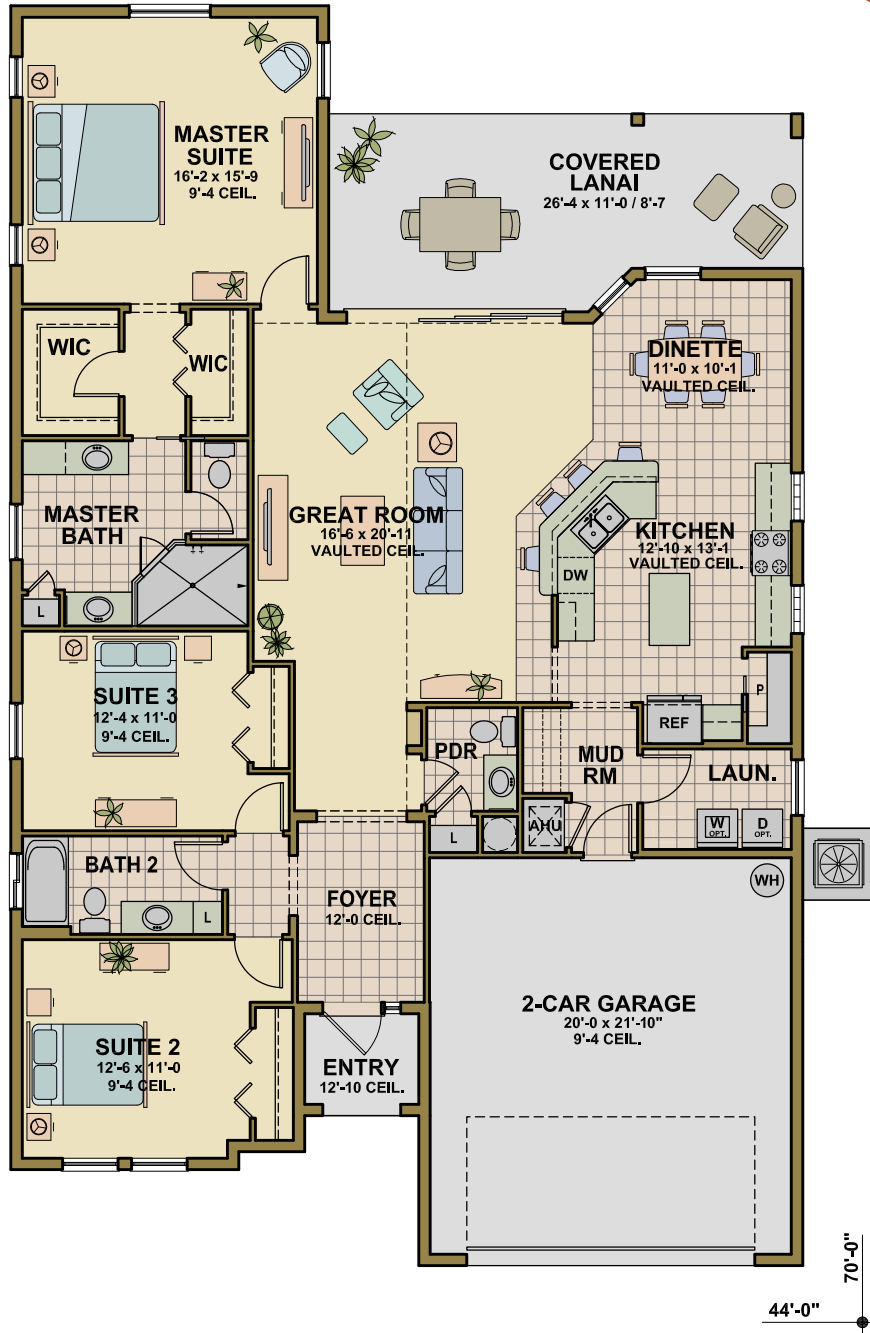 MASTER
SUITE
16'-2 x 15'-9
9'-4 CEIL.
COVERED
LANAI
26'-4 x 11'-0 / 8'-7
WIC
WIC
DINETTE
11'-0 x 10'-1
VAULTED CEIL.
MASTER
BATH
GREAT ROOM
16'-6 x 20'-11
VAULTED CEIL.
KITCHEN
12'-10 x 13'-1
VAULTED CEIL.
DW
L
SUITE 3
12'-4 x 11'-0
9'-4 CEIL.
P
REF
PDR
MUD
RM
LAUN.
W
OPT.
D
OPT.
AHU
L
BATH 2
L
FOYER
12'-0 CEIL.
WH
2-CAR GARAGE
20'-0 x 21'-10"
9'-4 CEIL.
SUITE 2
12'-6 x 11'-0
9'-4 CEIL.
ENTRY
12'-10 CEIL.
70'-0"
44'-0"